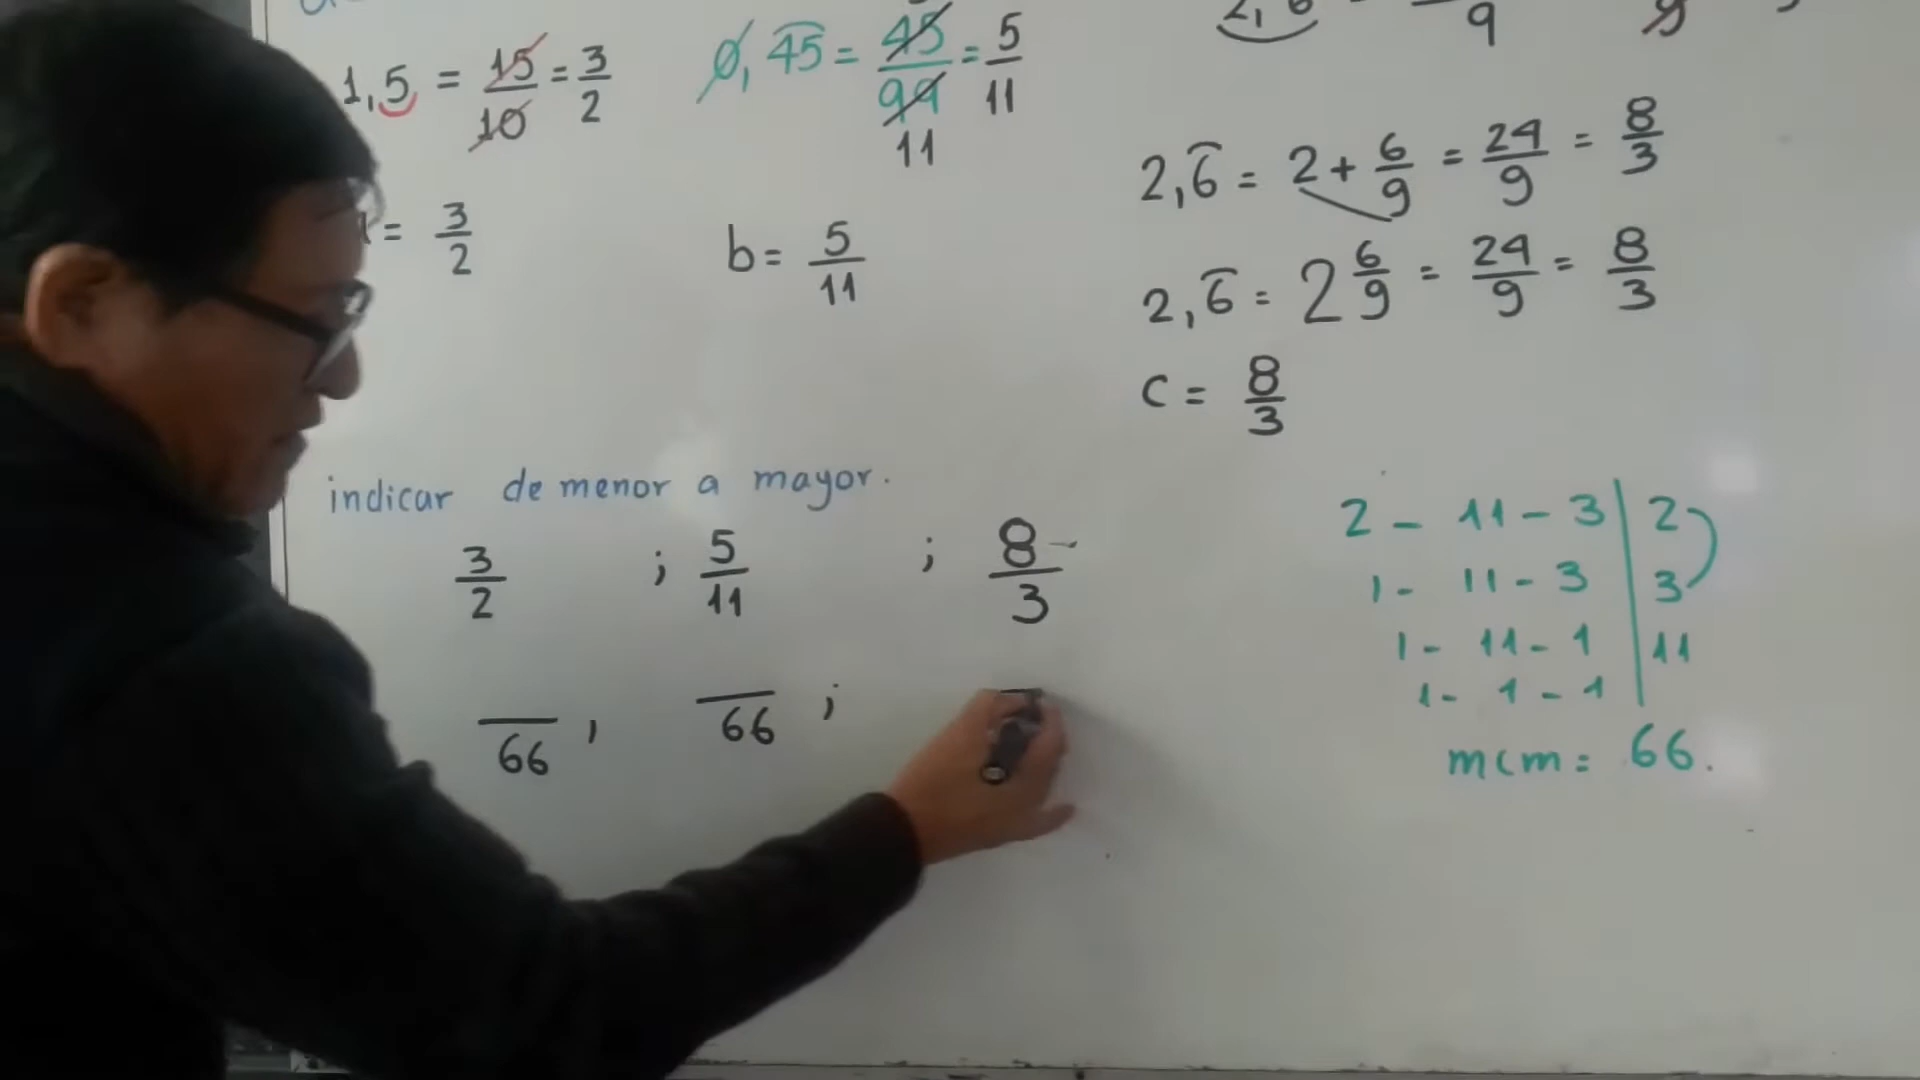 1,5 = 15/10 = 3/2
0,4̅5̅ = 45/99 = 5/11
11
= 3/2
b = 5/11
9
2,6̅ = 2 + 6/9 = 24/9 = 8/3
2,6̅ = 2 6/9 = 24/9 = 8/3
c = 8/3
indicar de menor a mayor.
3/2 ; 5/11 ; 8/3
/66 , /66 ;
2 - 11 - 3 | 2
1 - 11 - 3 | 3
1 - 11 - 1 | 11
1 - 1 - 1 |
mcm = 66.